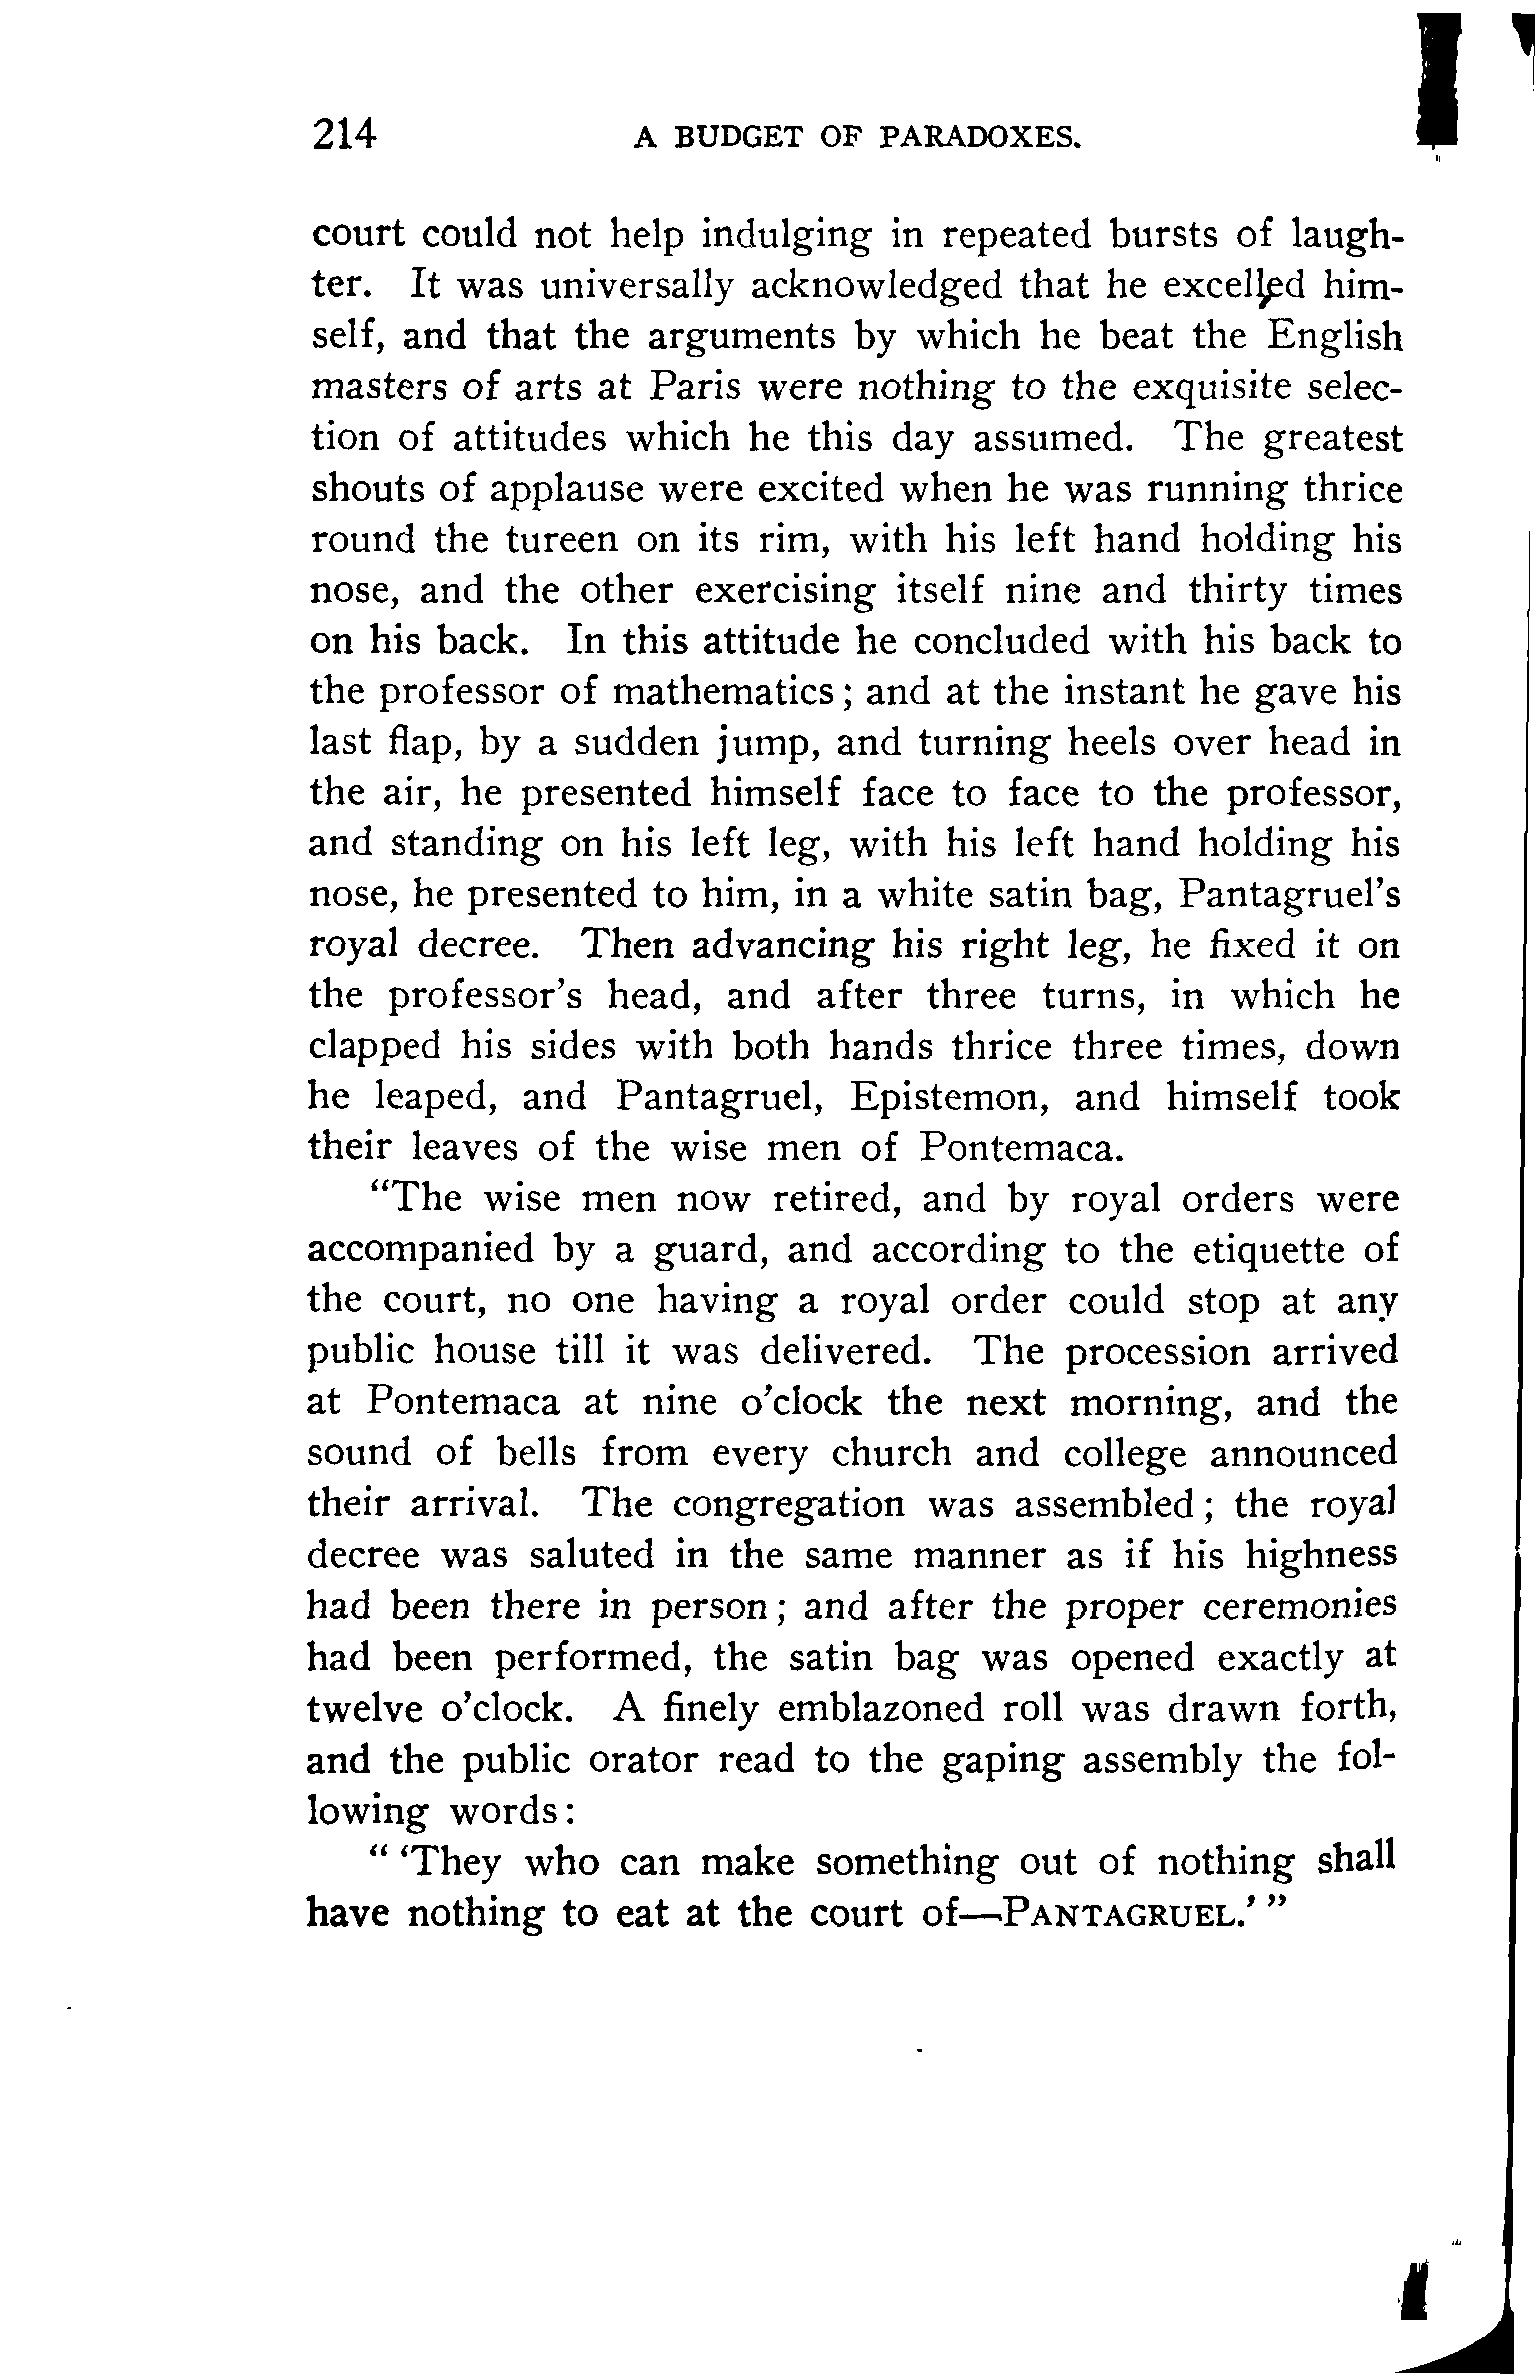 214 A BUDGET OF PARADOXES.
court could not help indulging in repeated bursts of laugh-
ter. It was universally acknowledged that he excelled him-
self, and that the arguments by which he beat the English
masters of arts at Paris were nothing to the exquisite selec-
tion of attitudes which he this day assumed. The greatest
shouts of applause were excited when he was running thrice
round the tureen on its rim, with his left hand holding his
nose, and the other exercising itself nine and thirty times
on his back. In this attitude he concluded with his back to
the professor of mathematics; and at the instant he gave his
last flap, by a sudden jump, and turning heels over head in
the air, he presented himself face to face to the professor,
and standing on his left leg, with his left hand holding his
nose, he presented to him, in a white satin bag, Pantagruel's
royal decree. Then advancing his right leg, he fixed it on
the professor's head, and after three turns, in which he
clapped his sides with both hands thrice three times, down
he leaped, and Pantagruel, Epistemon, and himself took
their leaves of the wise men of Pontemaca.
"The wise men now retired, and by royal orders were
accompanied by a guard, and according to the etiquette of
the court, no one having a royal order could stop at any
public house till it was delivered. The procession arrived
at Pontemaca at nine o'clock the next morning, and the
sound of bells from every church and college announced
their arrival. The congregation was assembled; the royal
decree was saluted in the same manner as if his highness
had been there in person; and after the proper ceremonies
had been performed, the satin bag was opened exactly at
twelve o'clock. A finely emblazoned roll was drawn forth,
and the public orator read to the gaping assembly the fol-
lowing words:
" 'They who can make something out of nothing shall
have nothing to eat at the court of—PANTAGRUEL.' "